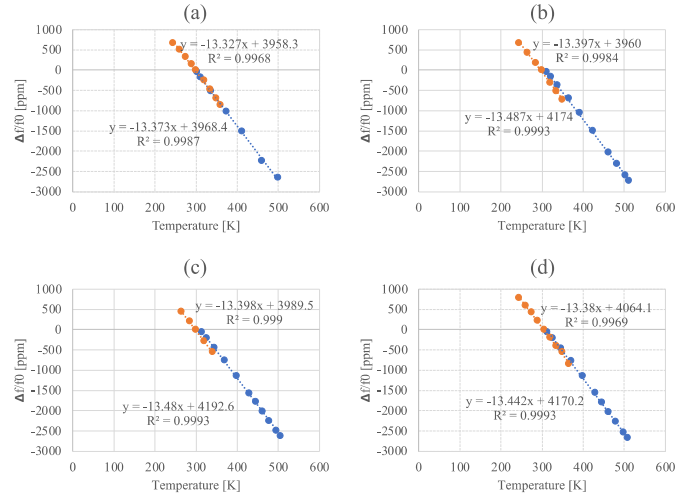 (a)
1000
500
0
-500
-1000
-1500
-2000
-2500
-3000
Δf/f0 [ppm]
y = -13.327x + 3958.3
R² = 0.9968
y = -13.373x + 3968.4
R² = 0.9987
0 100 200 300 400 500 600
Temperature [K]
(b)
1000
500
0
-500
-1000
-1500
-2000
-2500
-3000
Δf/f0 [ppm]
y = -13.397x + 3960
R² = 0.9984
y = -13.487x + 4174
R² = 0.9993
0 100 200 300 400 500 600
Temperature [K]
(c)
1000
500
0
-500
-1000
-1500
-2000
-2500
-3000
Δf/f0 [ppm]
y = -13.398x + 3989.5
R² = 0.999
y = -13.48x + 4192.6
R² = 0.9993
0 100 200 300 400 500 600
Temperature [K]
(d)
1000
500
0
-500
-1000
-1500
-2000
-2500
-3000
Δf/f0 [ppm]
y = -13.38x + 4064.1
R² = 0.9969
y = -13.442x + 4170.2
R² = 0.9993
0 100 200 300 400 500 600
Temperature [K]